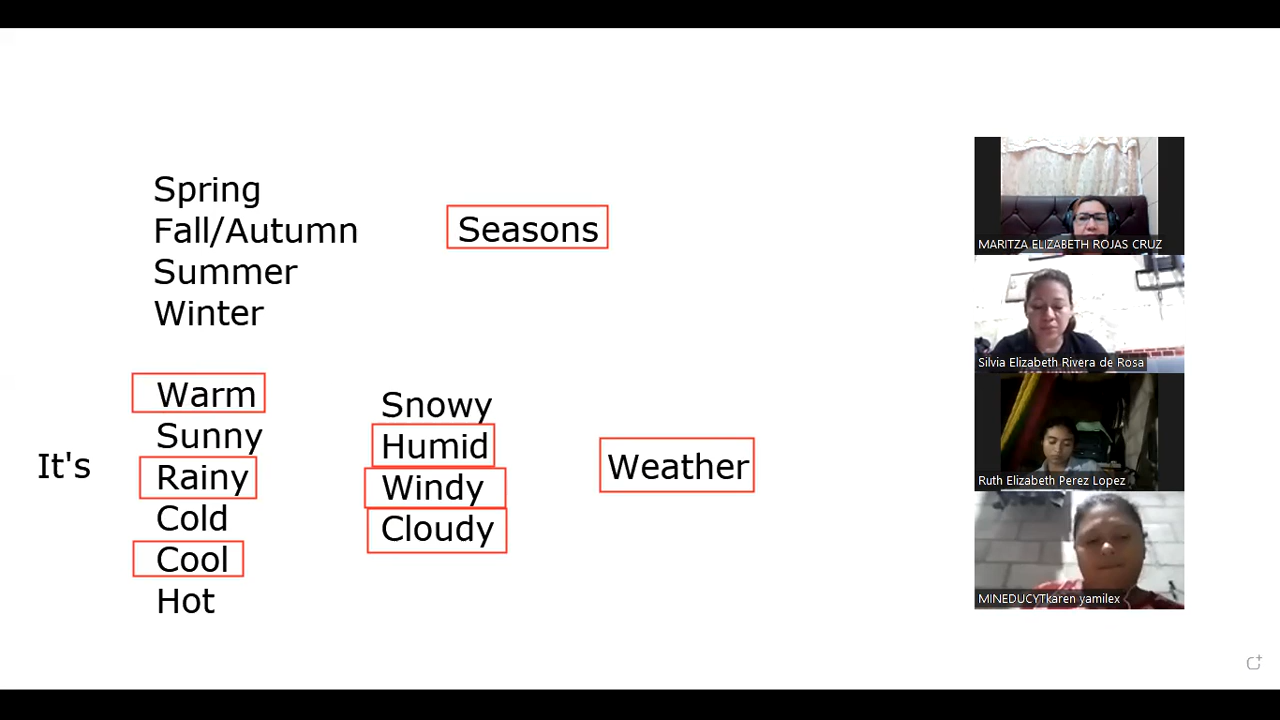 Spring
Fall/Autumn
Summer
Winter
Seasons
It's
Warm
Sunny
Rainy
Cold
Cool
Hot
Snowy
Humid
Windy
Cloudy
Weather
MARITZA ELIZABETH ROJAS CRUZ
Silvia Elizabeth Rivera de Rosa
Ruth Elizabeth Perez Lopez
MINEDUCYTkaren yamilex